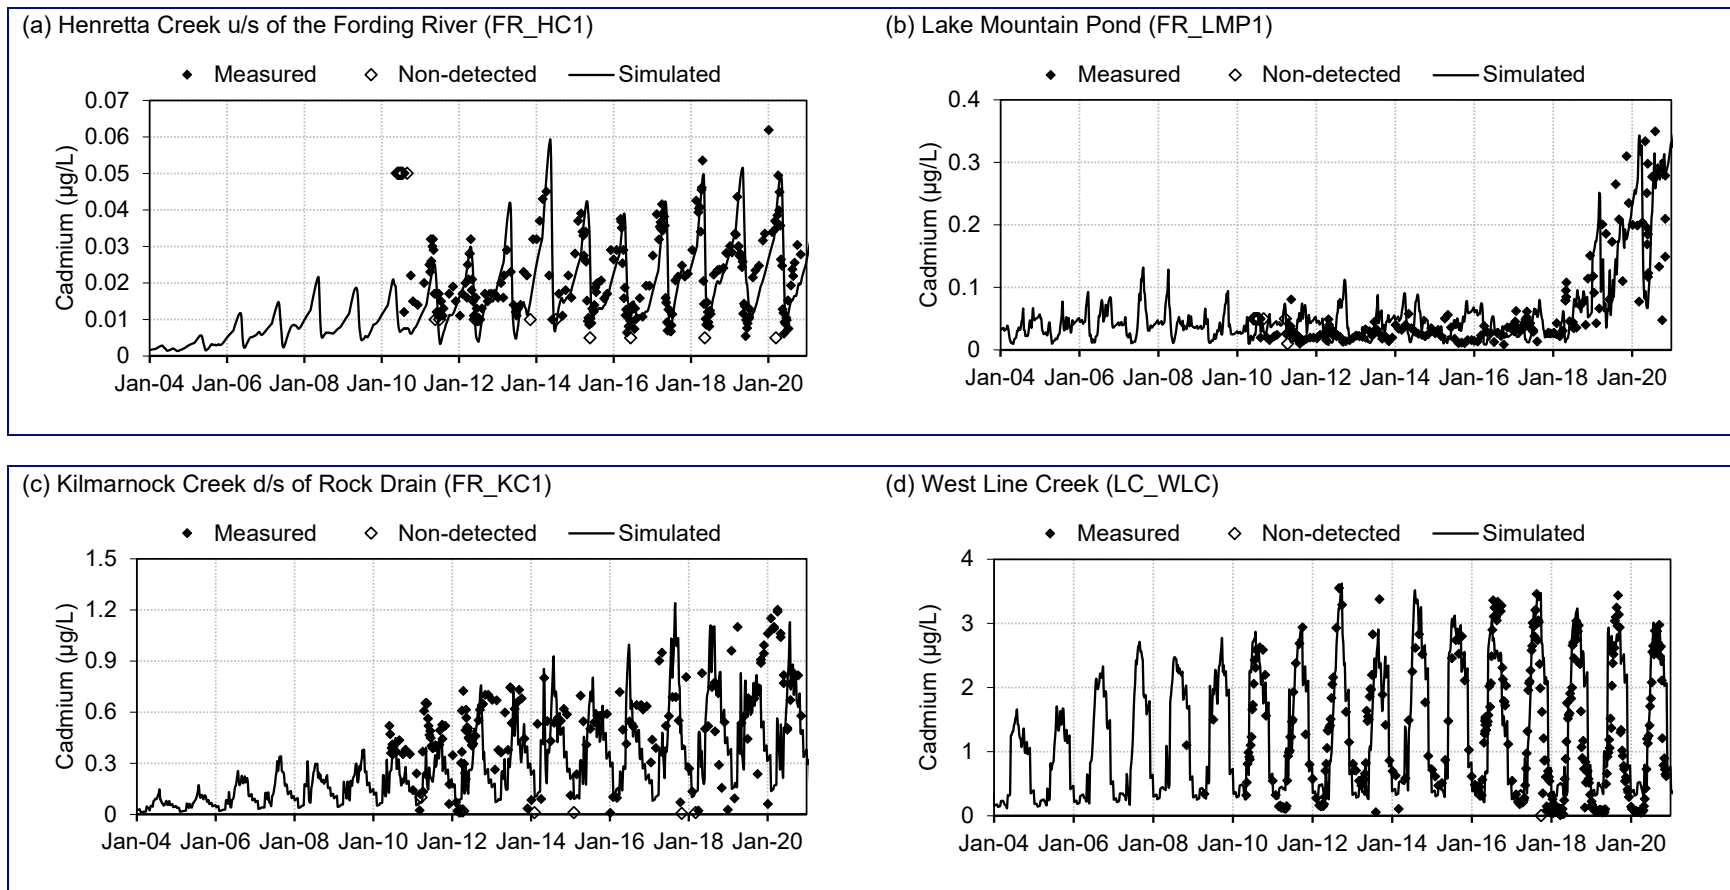 (a) Henretta Creek u/s of the Fording River (FR_HC1)
Measured Non-detected Simulated
Cadmium (µg/L)
0.07
0.06
0.05
0.04
0.03
0.02
0.01
0
Jan-04 Jan-06 Jan-08 Jan-10 Jan-12 Jan-14 Jan-16 Jan-18 Jan-20
(b) Lake Mountain Pond (FR_LMP1)
Measured Non-detected Simulated
Cadmium (µg/L)
0.4
0.3
0.2
0.1
0
Jan-04 Jan-06 Jan-08 Jan-10 Jan-12 Jan-14 Jan-16 Jan-18 Jan-20
(c) Kilmarnock Creek d/s of Rock Drain (FR_KC1)
Measured Non-detected Simulated
Cadmium (µg/L)
1.5
1.2
0.9
0.6
0.3
0
Jan-04 Jan-06 Jan-08 Jan-10 Jan-12 Jan-14 Jan-16 Jan-18 Jan-20
(d) West Line Creek (LC_WLC)
Measured Non-detected Simulated
Cadmium (µg/L)
4
3
2
1
0
Jan-04 Jan-06 Jan-08 Jan-10 Jan-12 Jan-14 Jan-16 Jan-18 Jan-20